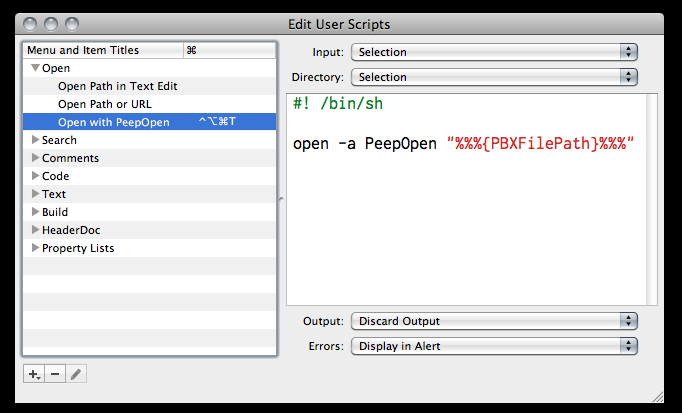 Edit User Scripts
Menu and Item Titles ⌘
Open
Open Path in Text Edit
Open Path or URL
Open with PeepOpen ^⌥⌘T
Search
Comments
Code
Text
Build
HeaderDoc
Property Lists
Input: Selection
Directory: Selection
#! /bin/sh
open -a PeepOpen "%%%{PBXFilePath}%%%"
Output: Discard Output
Errors: Display in Alert